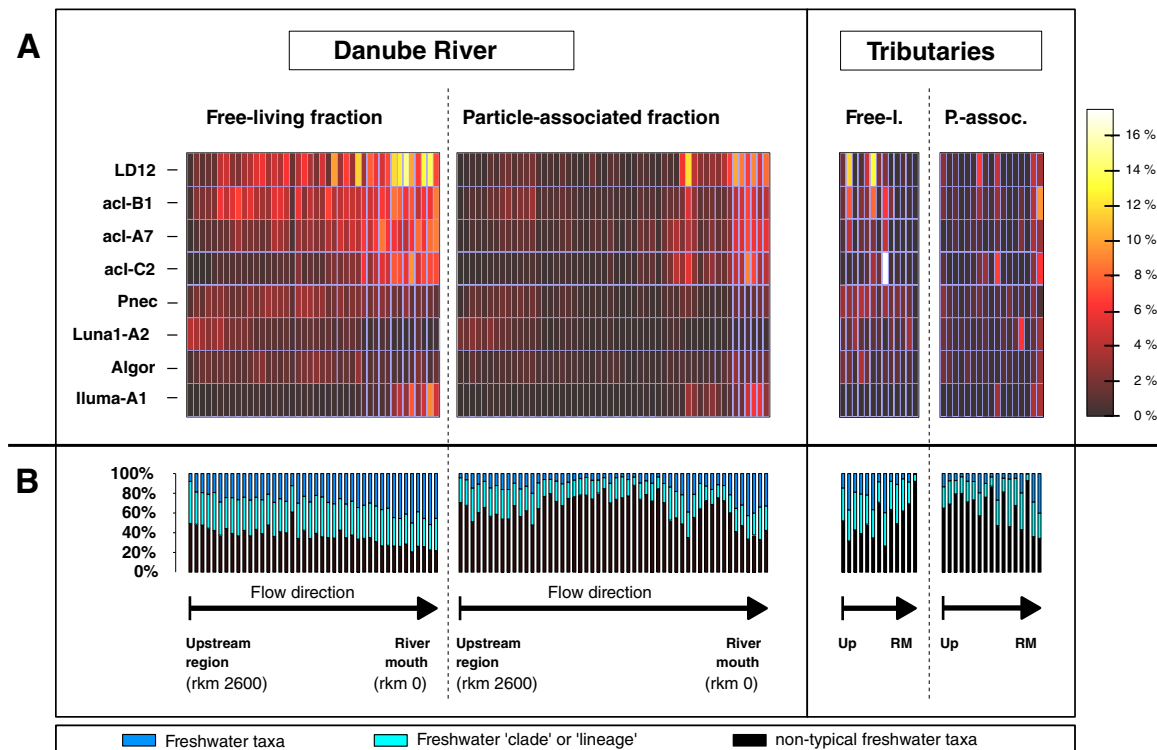 A
Danube River
Tributaries
Free-living fraction
Particle-associated fraction
Free-l.
P.-assoc.
LD12
acI-B1
acI-A7
acI-C2
Pnec
Luna1-A2
Algor
Iluma-A1
16 %
14 %
12 %
10 %
8 %
6 %
4 %
2 %
0 %
B
100%
80%
60%
40%
20%
0%
Flow direction
Flow direction
Upstream region (rkm 2600)
River mouth (rkm 0)
Upstream region (rkm 2600)
River mouth (rkm 0)
Up
RM
Up
RM
Freshwater taxa
Freshwater 'clade' or 'lineage'
non-typical freshwater taxa